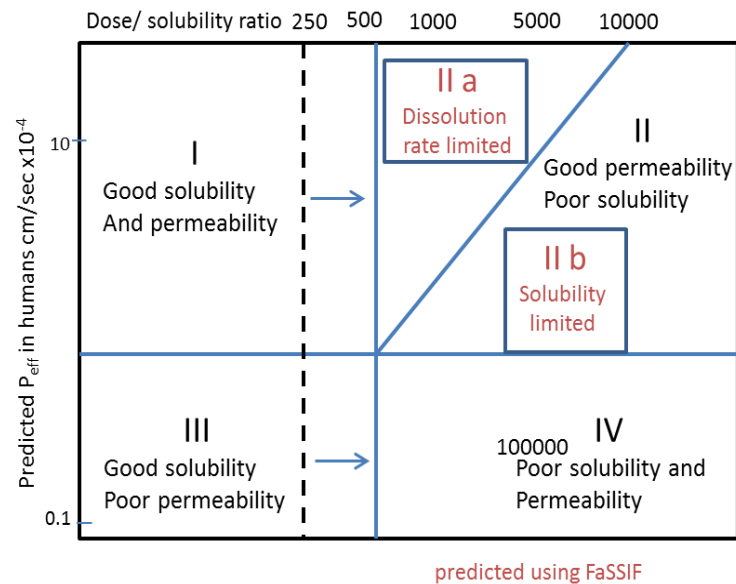 Dose/ solubility ratio 250 500 1000 5000 10000
II a
Dissolution
rate limited
II
Good permeability
Poor solubility
10
I
Good solubility
And permeability
II b
Solubility
limited
Predicted Peff in humans cm/sec x10-4
III
Good solubility
Poor permeability
100000
IV
Poor solubility and
Permeability
0.1
predicted using FaSSIF